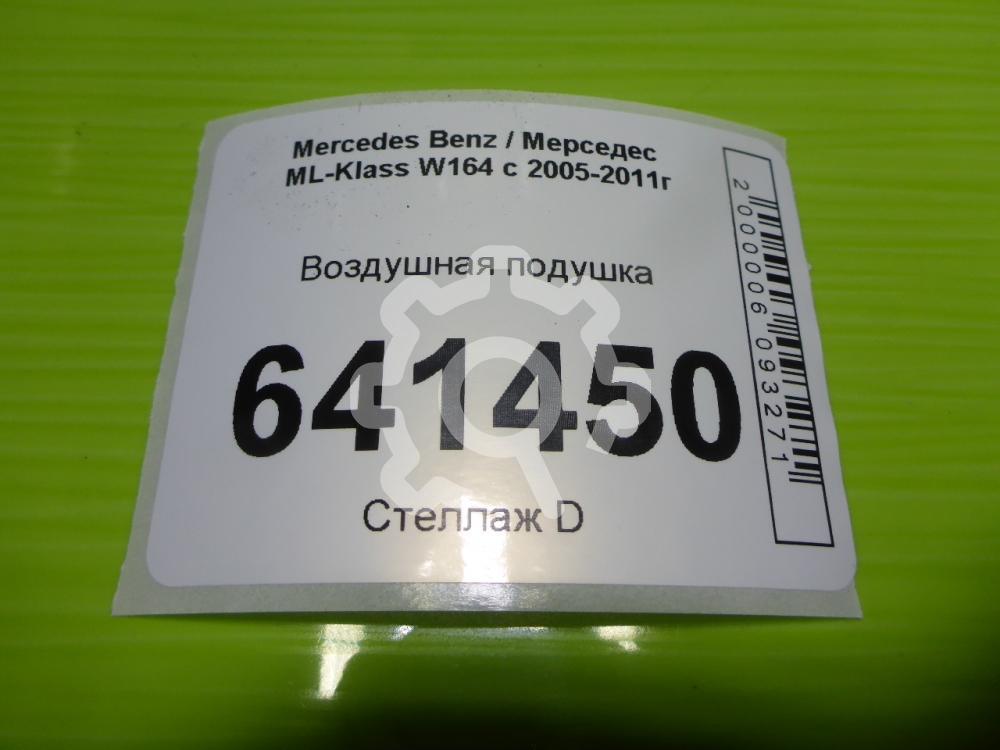 Mercedes Benz / Мерседес
ML-Klass W164 с 2005-2011г
Воздушная подушка
641450
Стеллаж D
2000006093271